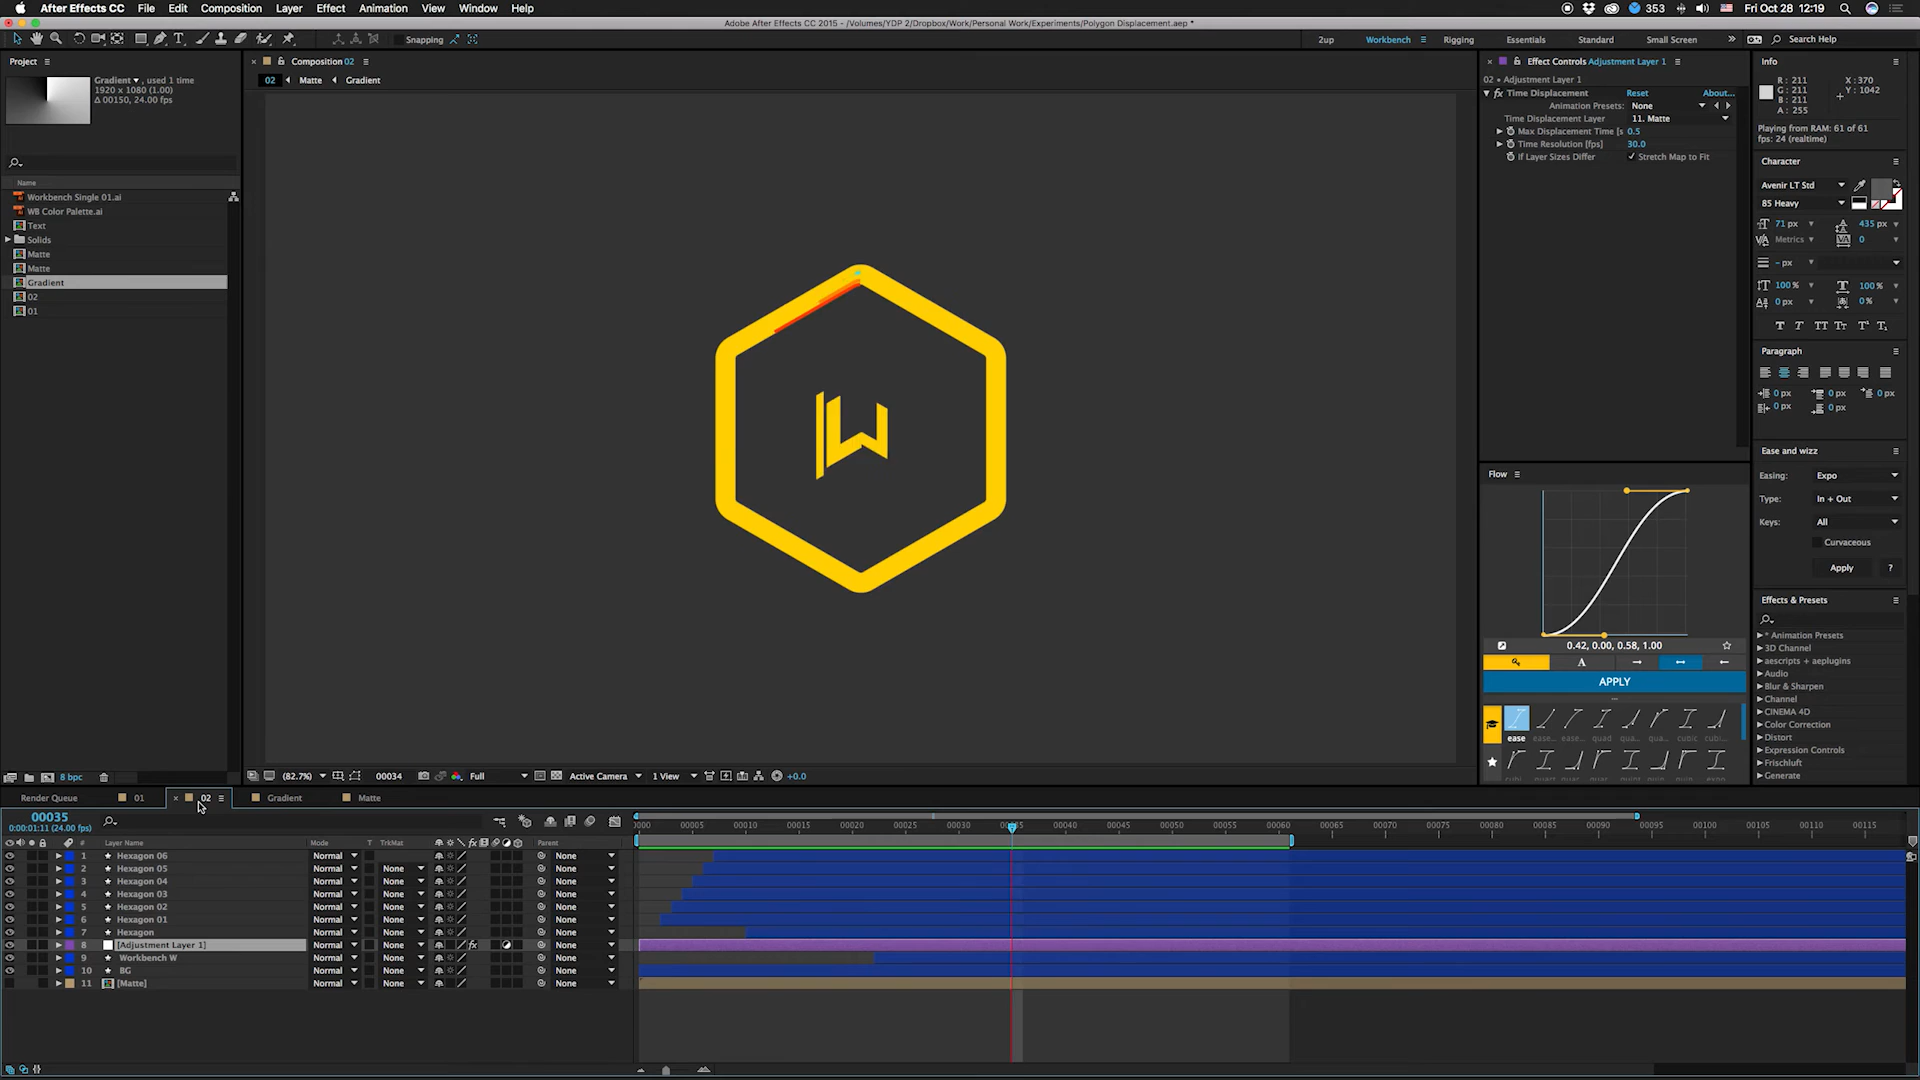 After Effects CC File Edit Composition Layer Effect Animation View Window Help 353 Fri Oct 28 12:19
Adobe After Effects CC 2015 - /Volumes/YDP 2/Dropbox/Work/Personal Work/Experiments/Polygon Displacement.aep *
Snapping 2up Workbench Rigging Essentials Standard Small Screen Search Help
Project
Gradient, used 1 time
1920 x 1080 (1.00)
Δ 00150, 24.00 fps
Name
Workbench Single 01.ai
WB Color Palette.ai
Text
Solids
Matte
Matte
Gradient
02
01
8 bpc
Composition 02
02 Matte Gradient
W
(82.7%) 00034 Full Active Camera 1 View +0.0
Effect Controls Adjustment Layer 1
02 • Adjustment Layer 1
fx Time Displacement Reset About...
Animation Presets: None
Time Displacement Layer 11. Matte
Max Displacement Time [s 0.5
Time Resolution [fps] 30.0
If Layer Sizes Differ Stretch Map to Fit
Flow
0.42, 0.00, 0.58, 1.00
A
APPLY
ease ease... ease... quad qua... qua... cubic cubi...
Info
R : 211 X : 370
G : 211 Y : 1042
B : 211
A : 255
Playing from RAM: 61 of 61
fps: 24 (realtime)
Character
Avenir LT Std
85 Heavy
71 px 435 px
Metrics 0
- px
100 % 100 %
0 px 0 %
T T TT Tr T¹ T₁
Paragraph
0 px 0 px 0 px
0 px 0 px
Ease and wizz
Easing: Expo
Type: In + Out
Keys: All
Curvaceous
Apply ?
Effects & Presets
* Animation Presets
3D Channel
aescripts + aeplugins
Audio
Blur & Sharpen
Channel
CINEMA 4D
Color Correction
Distort
Expression Controls
Frischluft
Generate
Render Queue 01 02 Gradient Matte
00035
0:00:01:11 (24.00 fps)
0000 00005 00010 00015 00020 00025 00030 00035 00040 00045 00050 00055 00060 00065 00070 00075 00080 00085 00090 00095 00100 00105 00110 00115
# Layer Name Mode T TrkMat Parent
1 Hexagon 06 Normal None
2 Hexagon 05 Normal None None
3 Hexagon 04 Normal None None
4 Hexagon 03 Normal None None
5 Hexagon 02 Normal None None
6 Hexagon 01 Normal None None
7 Hexagon Normal None None
8 [Adjustment Layer 1] Normal None fx None
9 Workbench W Normal None None
10 BG Normal None None
11 [Matte] Normal None None